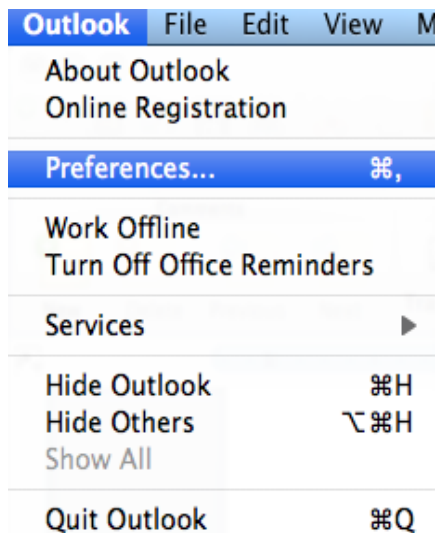 Outlook File Edit View M
About Outlook
Online Registration
Preferences... ⌘,
Work Offline
Turn Off Office Reminders
Services ▶
Hide Outlook ⌘H
Hide Others ⌥⌘H
Show All
Quit Outlook ⌘Q